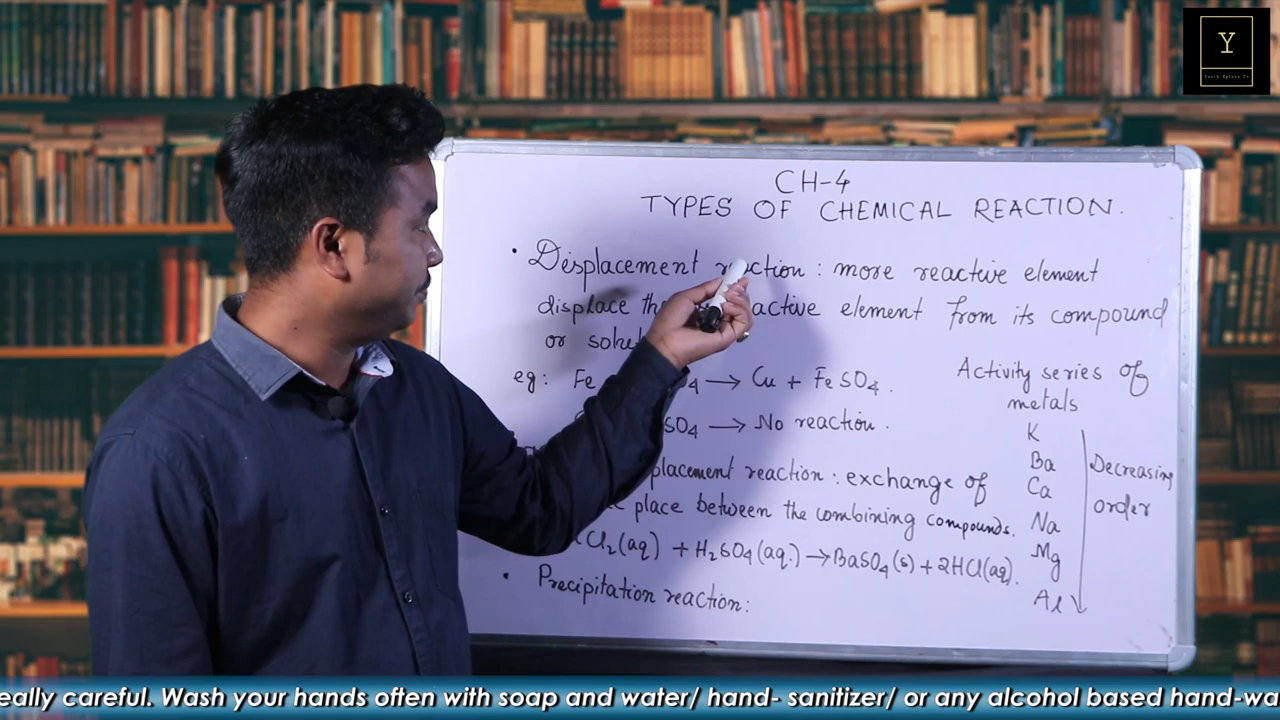 Y
CH-4
TYPES OF CHEMICAL REACTION.
• Displacement reaction : more reactive element
displace active element from its compound
or
eg: Fe → Cu + FeSO4.
SO4 → No reaction.
placement reaction : exchange of
place between the combining compounds.
Cl2(aq) + H2SO4(aq.) → BaSO4(s) + 2HCl(aq).
• Precipitation reaction:
Activity series of
metals
K
Ba
Ca
Na
Mg
Al
Decreasing
order
eally careful. Wash your hands often with soap and water/ hand- sanitizer/ or any alcohol based hand-wa